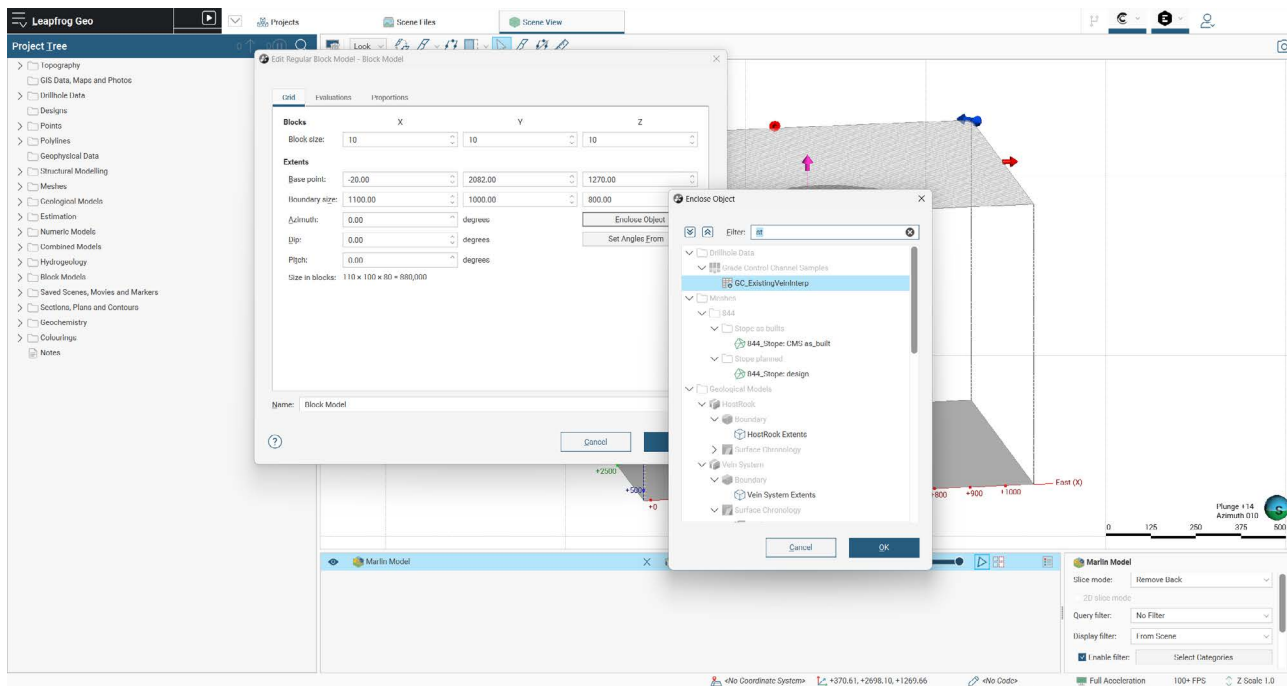 Leapfrog Geo
Projects
Scene Files
Scene View
Project Tree
Look
Topography
GIS Data, Maps and Photos
Drillhole Data
Designs
Points
Polylines
Geophysical Data
Structural Modelling
Meshes
Geological Models
Estimation
Numeric Models
Combined Models
Hydrogeology
Block Models
Saved Scenes, Movies and Markers
Sections, Plans and Contours
Geochemistry
Colourings
Notes
Edit Regular Block Model - Block Model
Grid Evaluations Proportions
Blocks X Y Z
Block size: 10 10 10
Extents
Base point: -20.00 2082.00 1270.00
Boundary size: 1100.00 1000.00 800.00
Azimuth: 0.00 degrees Enclose Object
Dip: 0.00 degrees Set Angles From
Pitch: 0.00 degrees
Size in blocks: 110 × 100 × 80 = 880,000
Name: Block Model
? Cancel
Enclose Object
Filter:
Drillhole Data
Grade Control Channel Samples
GC_ExistingVeinInterp
Meshes
844
Stope as builts
844_Stope: CMS as_built
Stope planned
844_Stope: design
Geological Models
HostRock
Boundary
HostRock Extents
Surface Chronology
Vein System
Boundary
Vein System Extents
Surface Chronology
Cancel OK
+2500
+500
+0
+800 +900 +1000 East (X)
Plunge +14
Azimuth 010
S
0 125 250 375 500
Marlin Model
Marlin Model
Slice mode: Remove Back
2D slice mode
Query filter: No Filter
Display filter: From Scene
Enable filter: Select Categories
<No Coordinate System> +370.61, +2698.10, +1269.66 <No Code> Full Acceleration 100+ FPS Z Scale 1.0